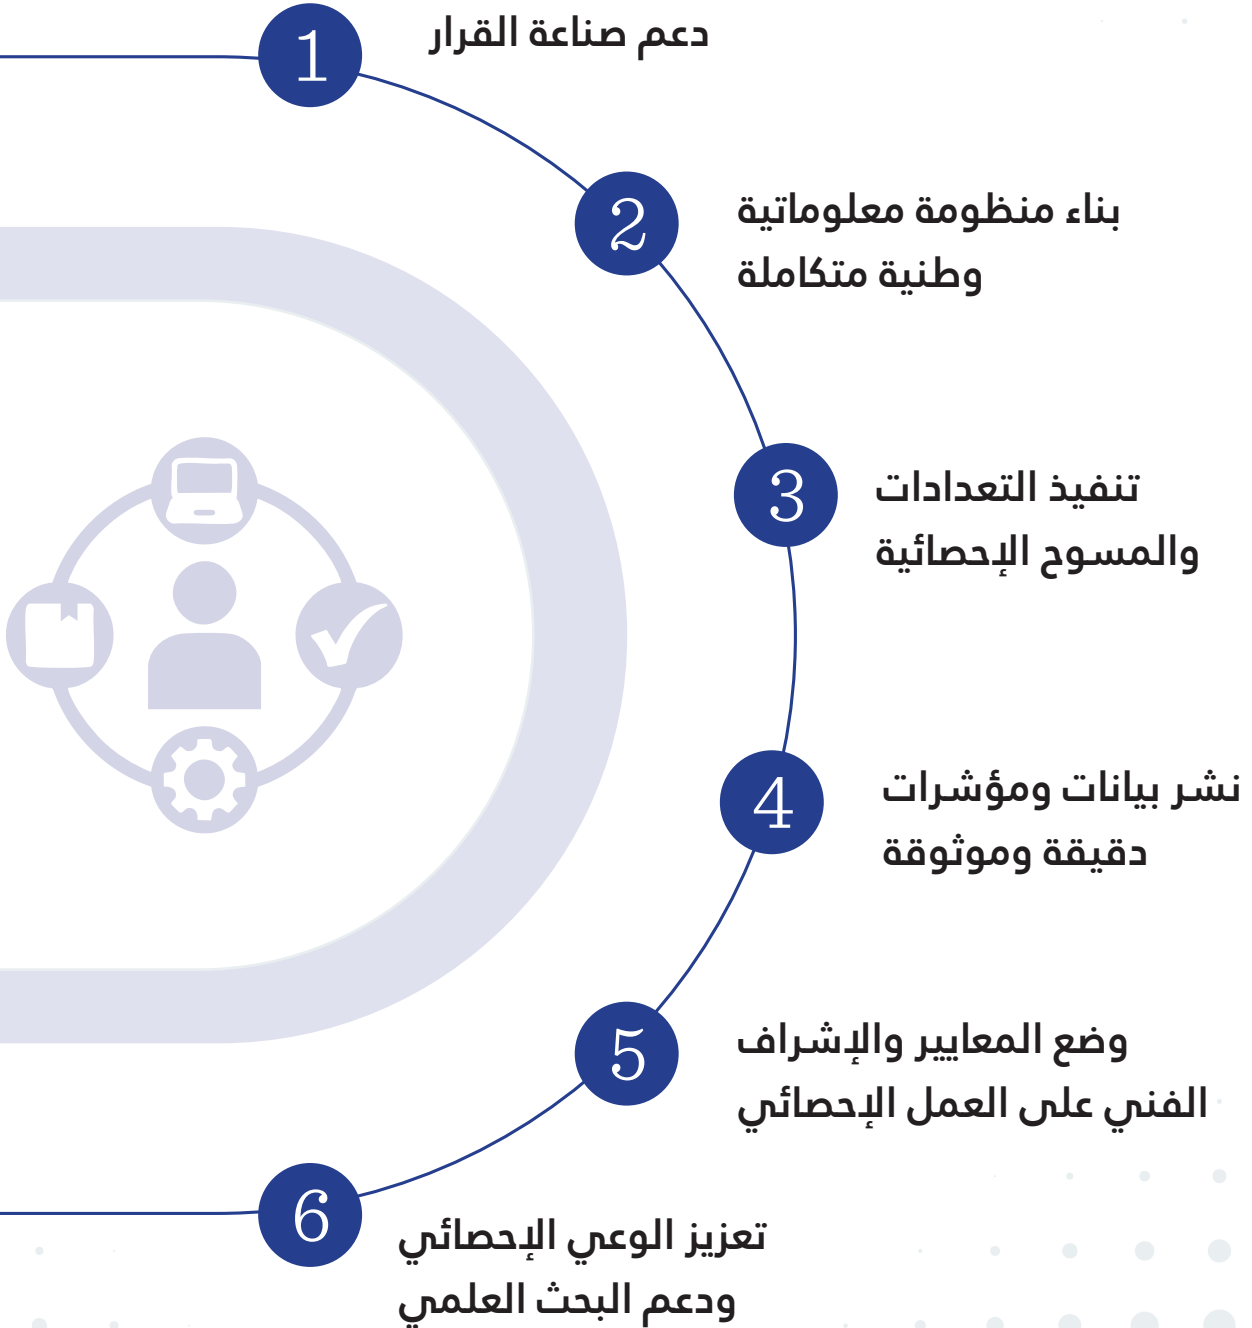 1
دعم صناعة القرار
2
بناء منظومة معلوماتية
وطنية متكاملة
3
تنفيذ التعدادات
والمسوح الإحصائية
4
نشر بيانات ومؤشرات
دقيقة وموثوقة
5
وضع المعايير والإشراف
الفني على العمل الإحصائي
6
تعزيز الوعي الإحصائي
ودعم البحث العلمي